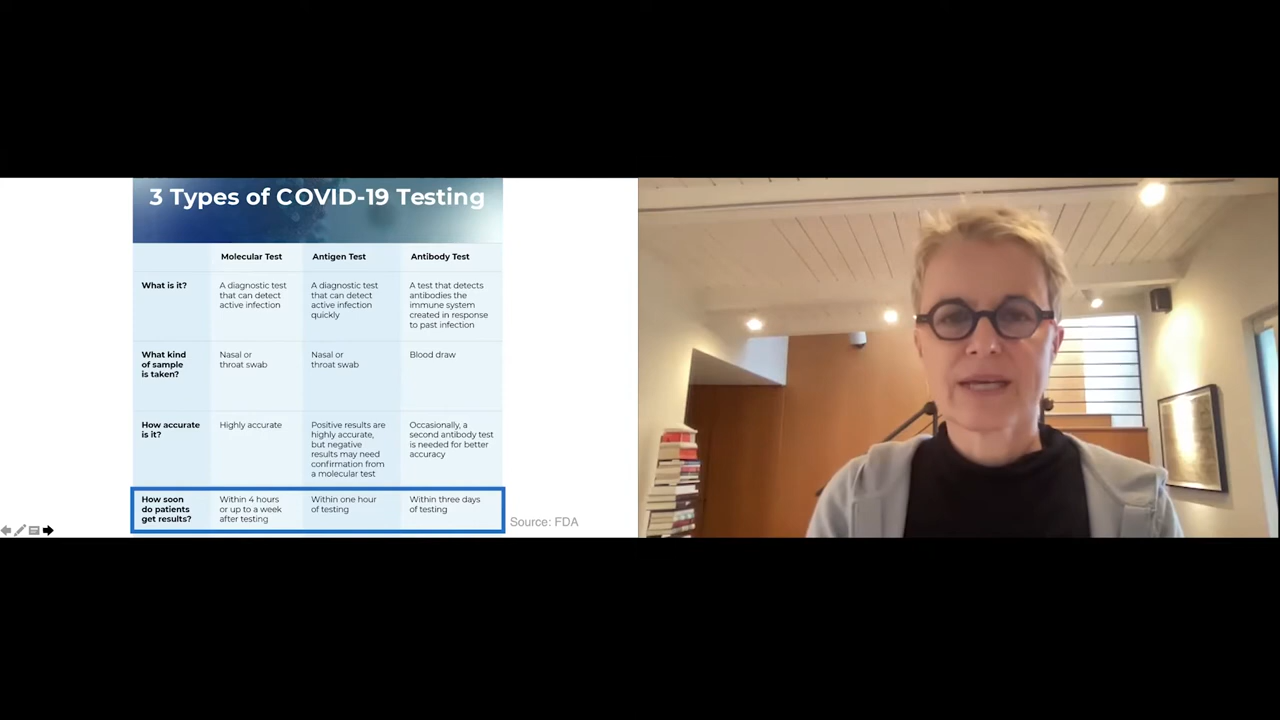 3 Types of COVID-19 Testing
Molecular Test
Antigen Test
Antibody Test
What is it?
A diagnostic test
that can detect
active infection
A diagnostic test
that can detect
active infection
quickly
A test that detects
antibodies the
immune system
created in response
to past infection
What kind
of sample
is taken?
Nasal or
throat swab
Nasal or
throat swab
Blood draw
How accurate
is it?
Highly accurate
Positive results are
highly accurate,
but negative
results may need
confirmation from
a molecular test
Occasionally, a
second antibody test
is needed for better
accuracy
How soon
do patients
get results?
Within 4 hours
or up to a week
after testing
Within one hour
of testing
Within three days
of testing
Source: FDA